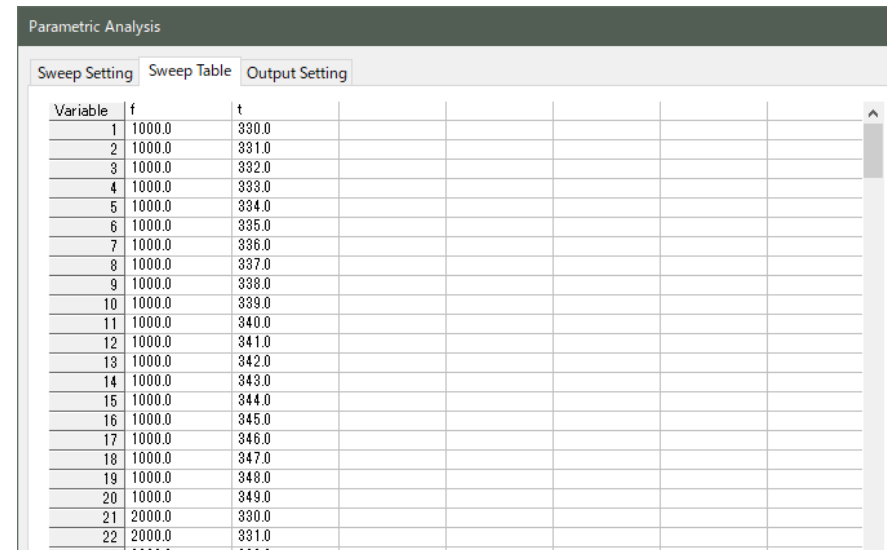 Parametric Analysis
Sweep Setting Sweep Table Output Setting
Variable f t
1 1000.0 330.0
2 1000.0 331.0
3 1000.0 332.0
4 1000.0 333.0
5 1000.0 334.0
6 1000.0 335.0
7 1000.0 336.0
8 1000.0 337.0
9 1000.0 338.0
10 1000.0 339.0
11 1000.0 340.0
12 1000.0 341.0
13 1000.0 342.0
14 1000.0 343.0
15 1000.0 344.0
16 1000.0 345.0
17 1000.0 346.0
18 1000.0 347.0
19 1000.0 348.0
20 1000.0 349.0
21 2000.0 330.0
22 2000.0 331.0